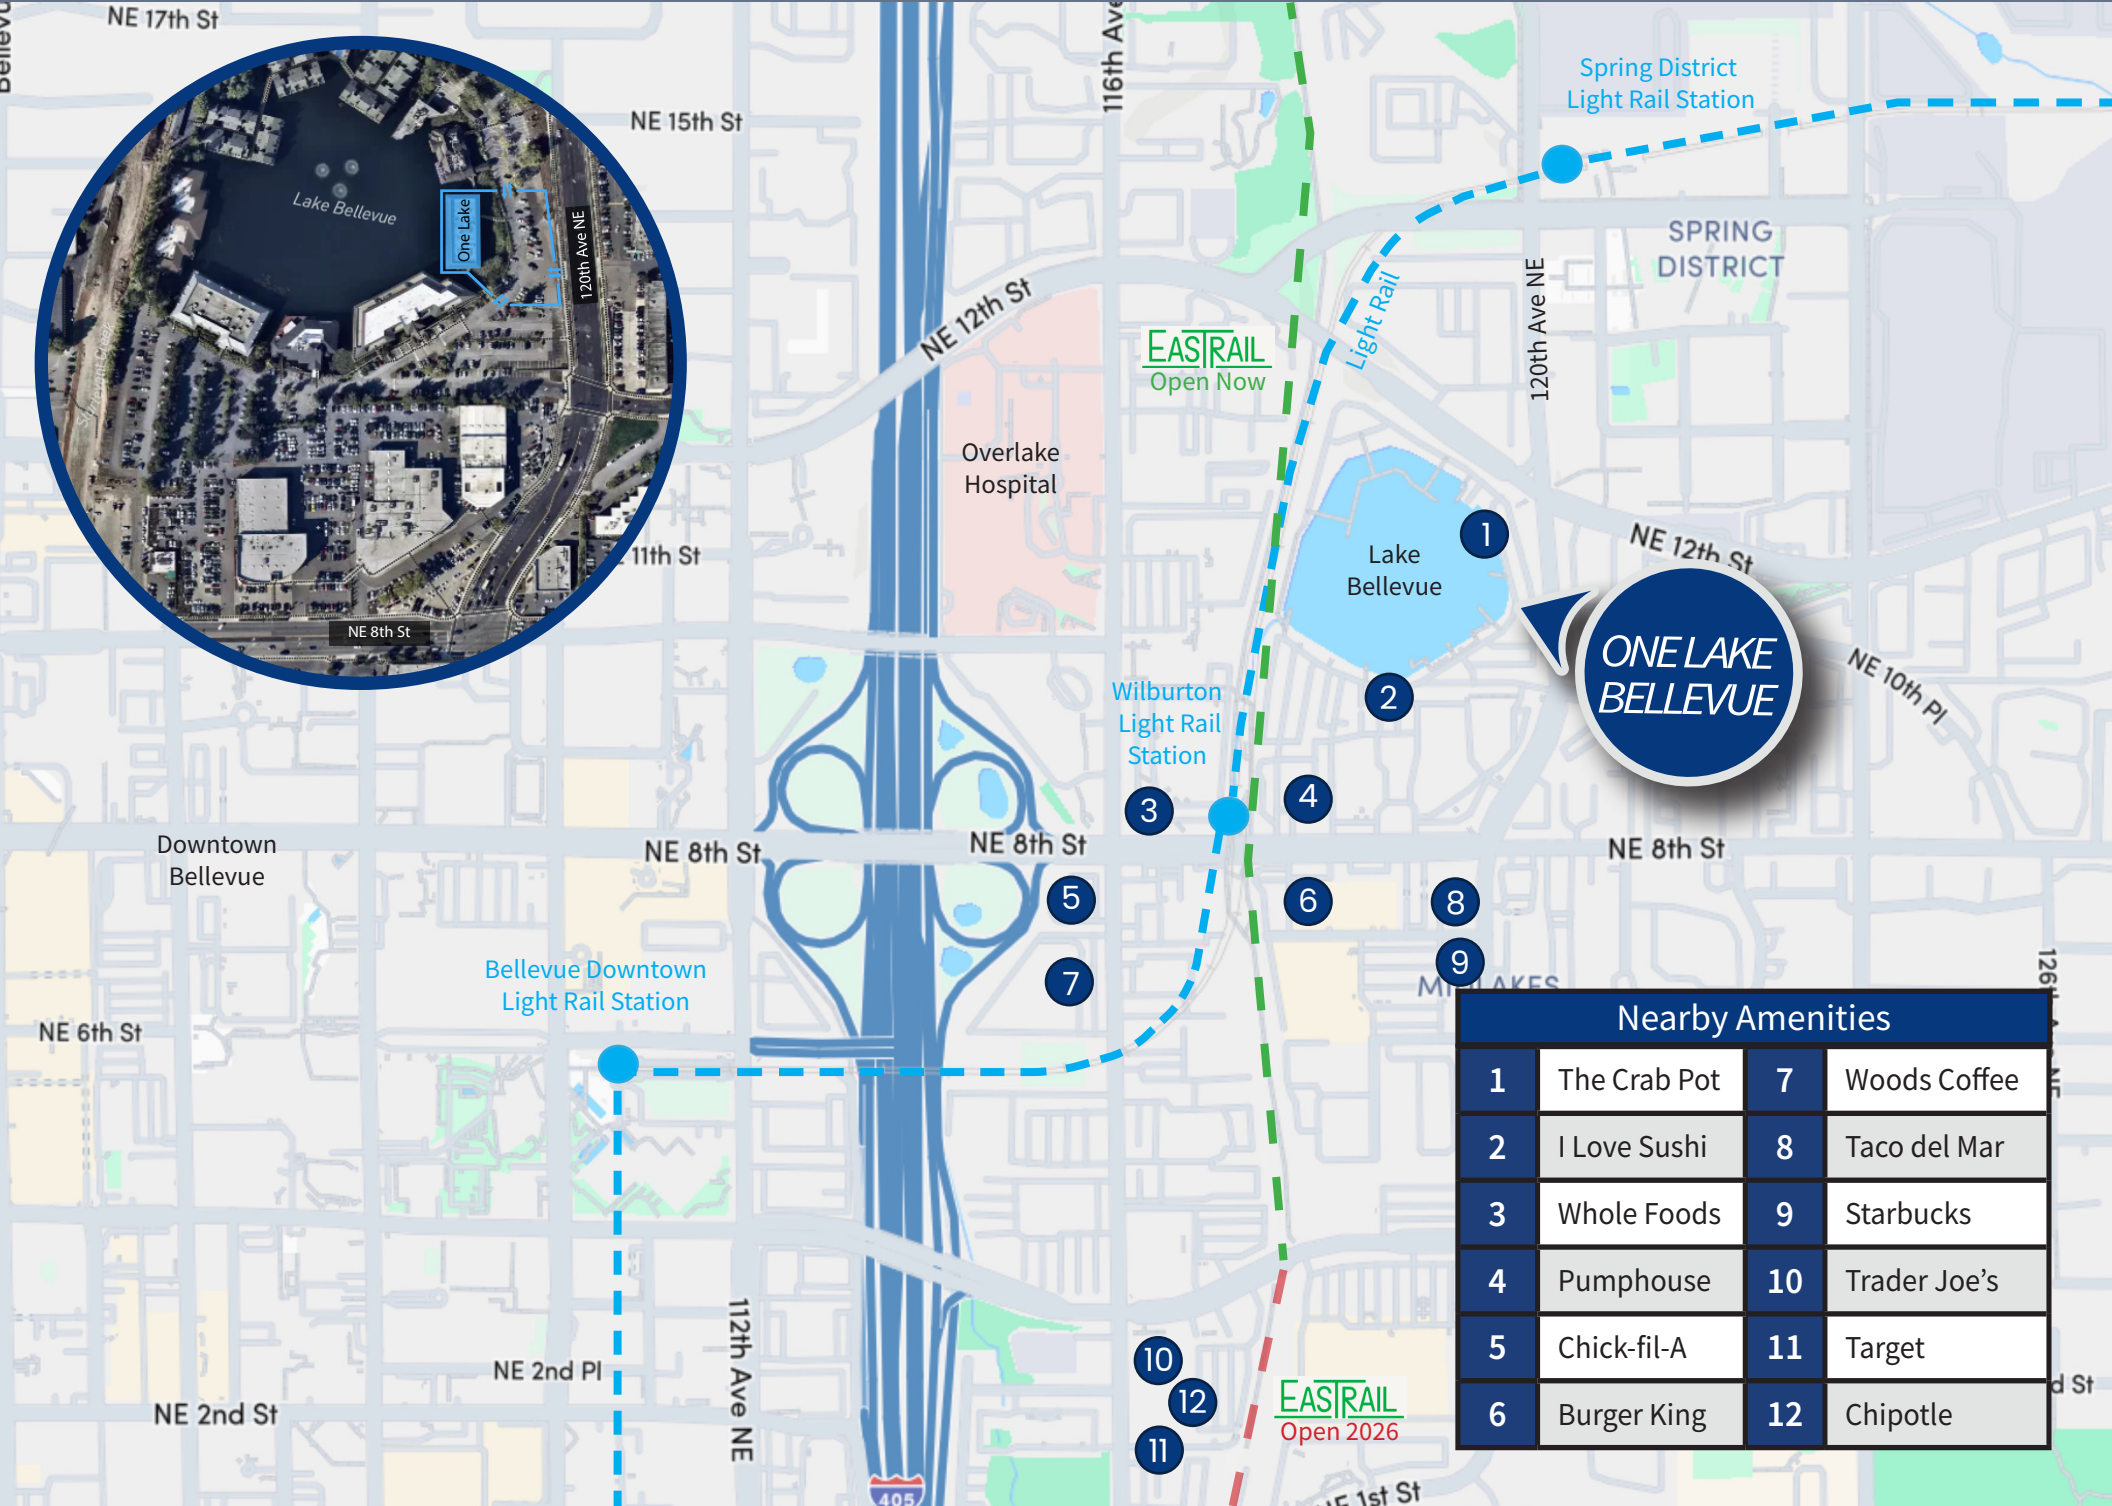 NE 17th St
116th Ave
NE 15th St
Spring District
Light Rail Station
Lake Bellevue
One Lake
120th Ave NE
NE 8th St
SPRING
DISTRICT
120th Ave NE
NE 12th St
Light Rail
EASTRAIL
Open Now
Overlake
Hospital
11th St
Lake
Bellevue
1
NE 12th St
ONE LAKE
BELLEVUE
NE 10th Pl
2
Wilburton
Light Rail
Station
3
4
Downtown
Bellevue
NE 8th St
NE 8th St
NE 8th St
5
6
8
9
7
Bellevue Downtown
Light Rail Station
NE 6th St
Nearby Amenities
1 The Crab Pot 7 Woods Coffee
2 I Love Sushi 8 Taco del Mar
3 Whole Foods 9 Starbucks
4 Pumphouse 10 Trader Joe’s
5 Chick-fil-A 11 Target
6 Burger King 12 Chipotle
112th Ave NE
NE 2nd Pl
NE 2nd St
10
12
11
EASTRAIL
Open 2026
d St
405
NE 1st St